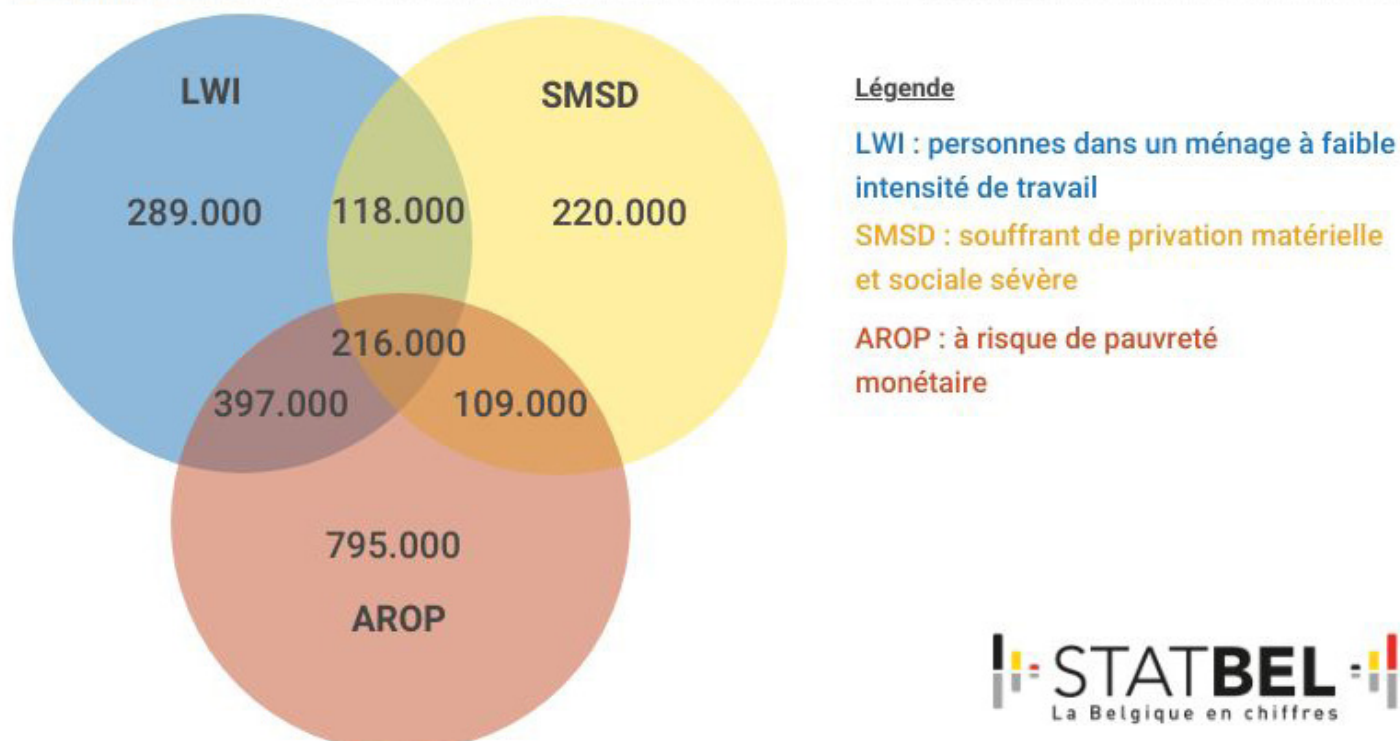 LWI
SMSD
289.000
118.000
220.000
216.000
397.000
109.000
795.000
AROP
Légende
LWI : personnes dans un ménage à faible
intensité de travail
SMSD : souffrant de privation matérielle
et sociale sévère
AROP : à risque de pauvreté
monétaire
STATBEL
La Belgique en chiffres